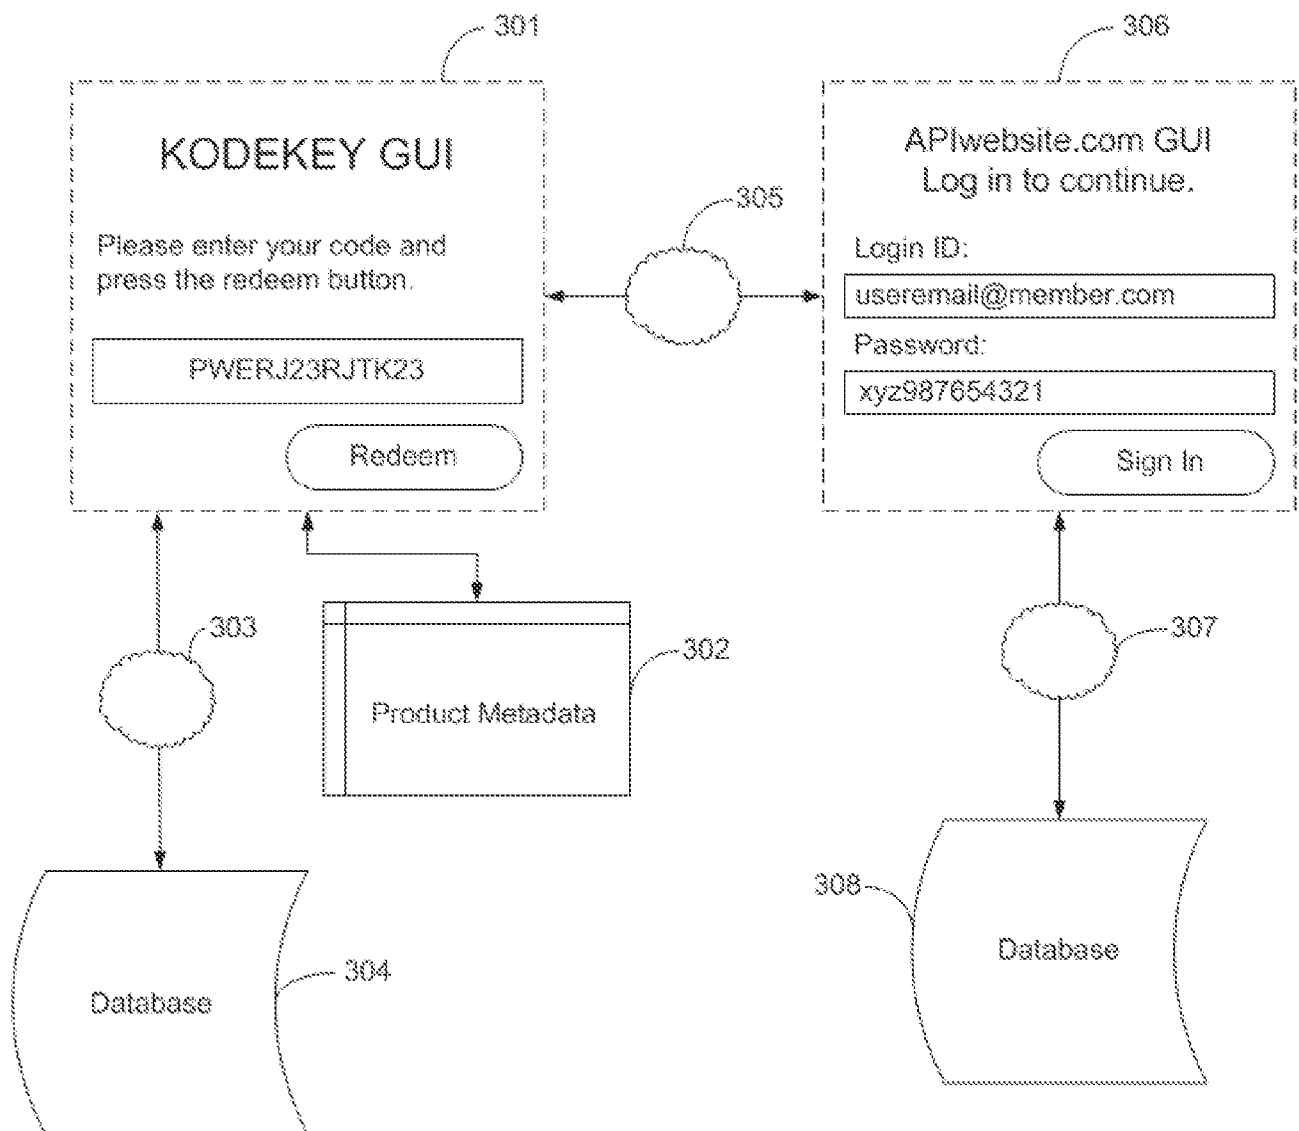 301
KODEKEY GUI
Please enter your code and
press the redeem button.
PWERJ23RJTK23
Redeem
305
306
APIwebsite.com GUI
Log in to continue.
Login ID:
useremail@member.com
Password:
xyz987654321
Sign In
303
302
Product Metadata
307
304
Database
308
Database